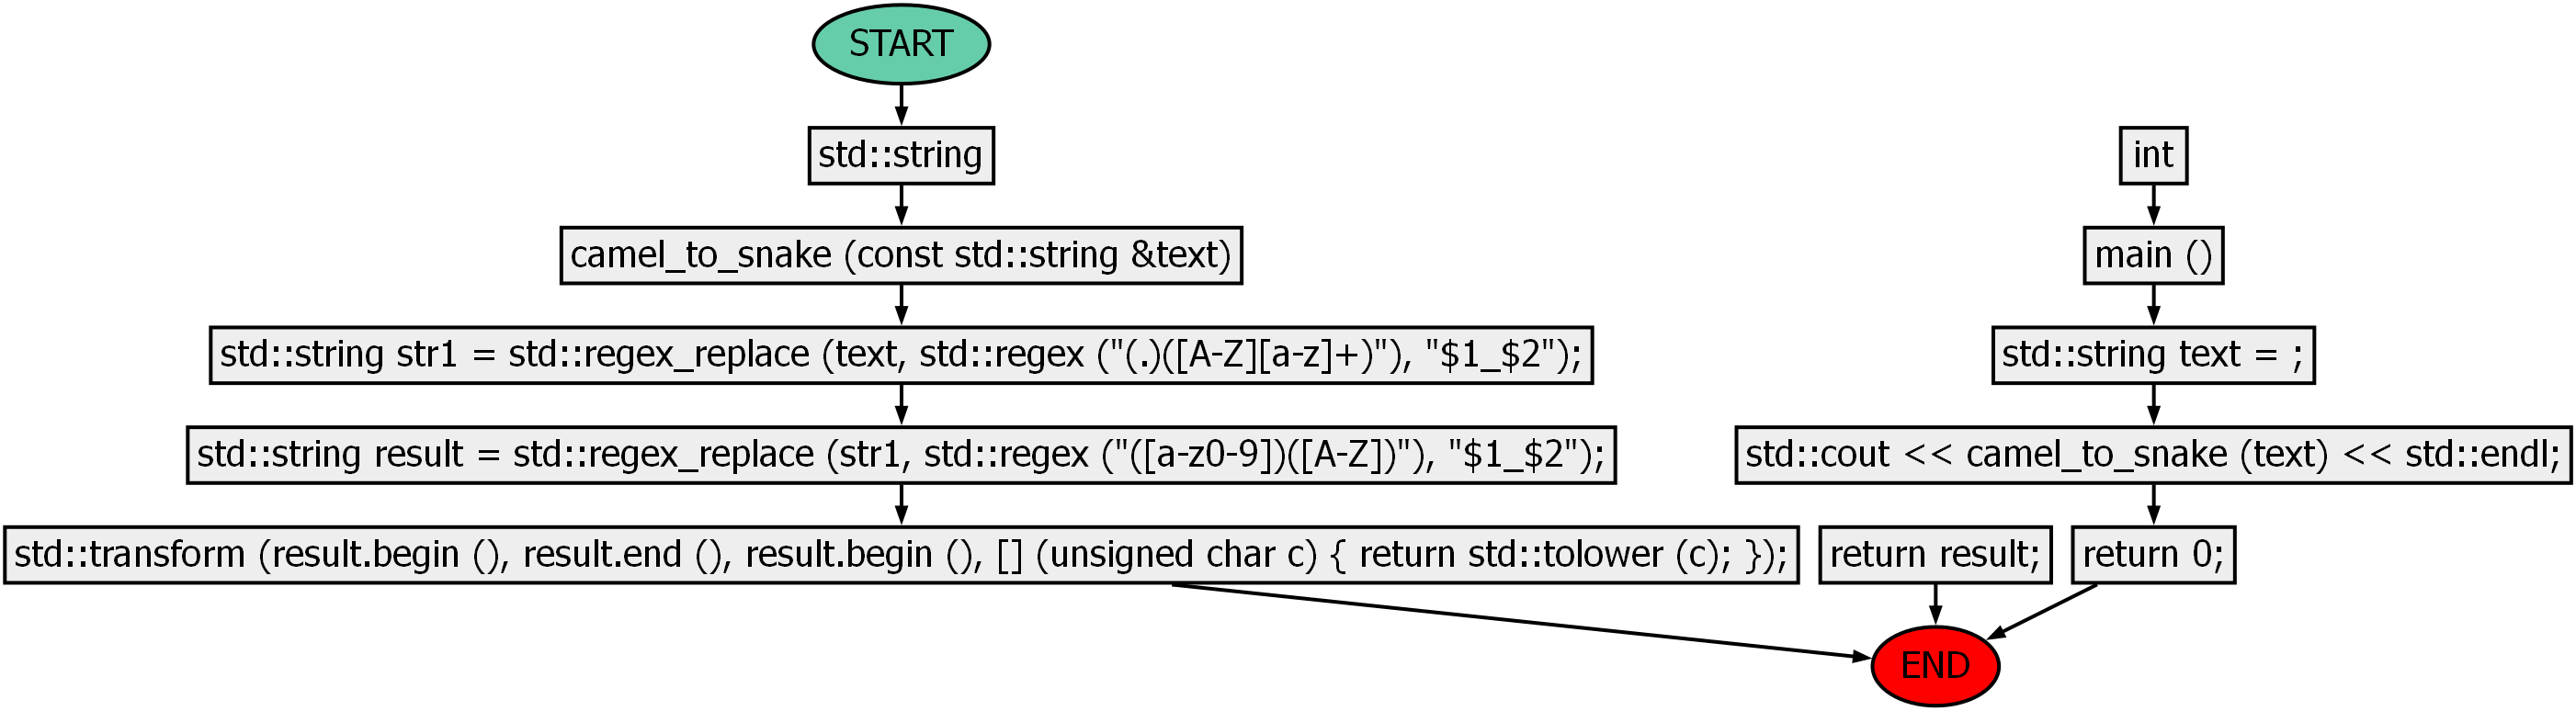 START
std::string
camel_to_snake (const std::string &text)
std::string str1 = std::regex_replace (text, std::regex ("(.)([A-Z][a-z]+)"), "$1_$2");
std::string result = std::regex_replace (str1, std::regex ("([a-z0-9])([A-Z])"), "$1_$2");
std::transform (result.begin (), result.end (), result.begin (), [] (unsigned char c) { return std::tolower (c); });
return result;
int
main ()
std::string text = ;
std::cout << camel_to_snake (text) << std::endl;
return 0;
END